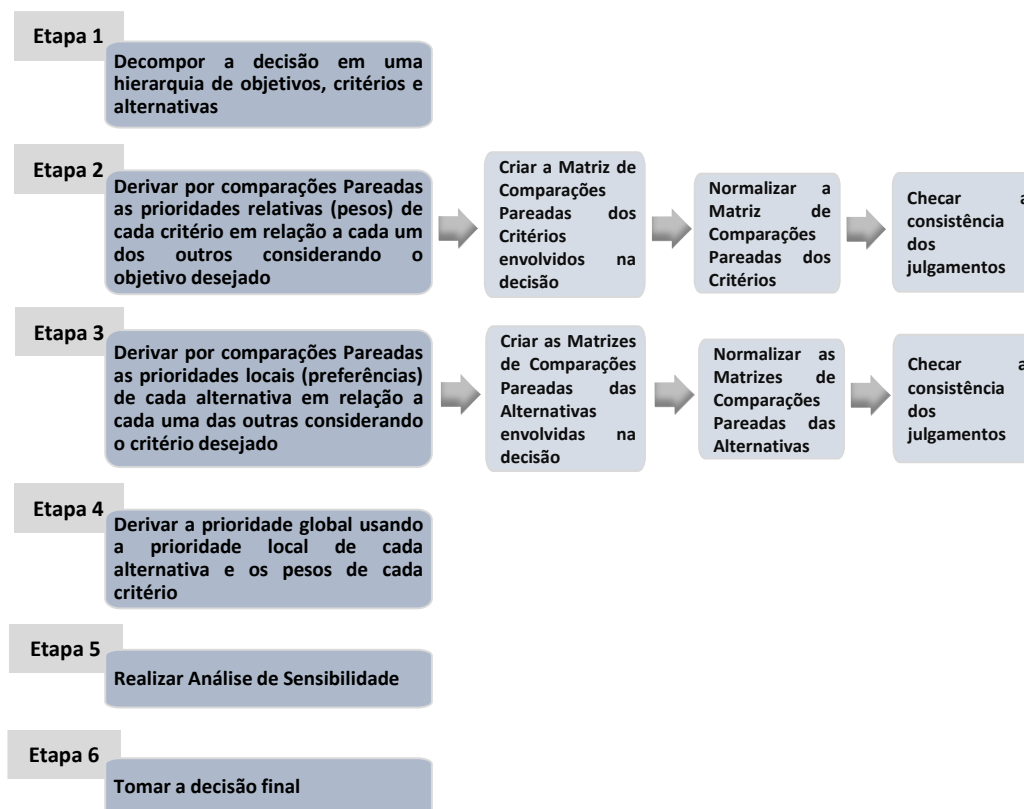 Etapa 1
Decompor a decisão em uma
hierarquia de objetivos, critérios e
alternativas
Etapa 2
Derivar por comparações Pareadas
as prioridades relativas (pesos) de
cada critério em relação a cada um
dos outros considerando o
objetivo desejado
Criar a Matriz de
Comparações
Pareadas dos
Critérios
envolvidos na
decisão
Normalizar a
Matriz de
Comparações
Pareadas dos
Critérios
Checar a
consistência
dos
julgamentos
Etapa 3
Derivar por comparações Pareadas
as prioridades locais (preferências)
de cada alternativa em relação a
cada uma das outras considerando
o critério desejado
Criar as Matrizes
de Comparações
Pareadas das
Alternativas
envolvidas na
decisão
Normalizar as
Matrizes de
Comparações
Pareadas das
Alternativas
Checar a
consistência
dos
julgamentos
Etapa 4
Derivar a prioridade global usando
a prioridade local de cada
alternativa e os pesos de cada
critério
Etapa 5
Realizar Análise de Sensibilidade
Etapa 6
Tomar a decisão final